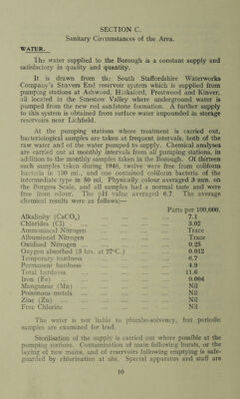 SECTION C.
Sanitary Circumstances of the Area.
WATER.
The water supplied to the Borough is a constant supply and
satisfactory in quality and quantity.
It is drawn from the South Staffordshire Waterworks
Company's Seavers End reservoir system which is supplied from
pumping stations at Ashwood, Hinksford, Prestwood and Kinver,
all located in the Smestow Valley where underground water is
pumped from the new red sandstone formation. A further supply
to this system is obtained from surface water impounded in storage
reservoirs near Lichfield.
At the pumping stations where treatment is carried out,
bacteriological samples are taken at frequent intervals, both of the
raw water and of the water pumped to supply. Chemical analyses
are carried out at monthly intervals from all pumping stations, in
addition to the monthly samples taken in the Borough. Of thirteen
such samples taken during 1946, twelve were free from coliform
bacteria in 100 ml., and one contained coliform bacteria of the
intermediate type in 50 ml. Physically colour averaged 3 mm. on
the Burgess Scale, and all samples had a normal taste and were
free from odour. The pH value averaged 6.7 The average
chemical results were as follows:—
Parts per 100,000.
Alkalinity (CaCO₃) 7.1
Chlorides (Cl) 3.02
Ammoniacal Nitrogen Trace
Albuminoid Nitrogen Trace
Oxidised Nitrogen 0.25
Oxygen absorbed (3 hrs. at 27°C.) 0.012
Temporary hardness 6.7
Permanent hardness 4.9
Total hardness 11.6
Iron (Fe) 0.004
Manganese (Mn) Nil
Poisonous metals Nil
Zinc (Zn) Nil
Free Chlorine Nil
The water is not liable to plumbo-solvency, but periodic
samples are examined for lead.
Sterilisation of the supply is carried out where possible at the
pumping stations. Contamination of mains following bursts, or the
laying of new mains, and of reservoirs following emptying is safe-
guarded by chlorination at site. Special apparatus and staff are
10